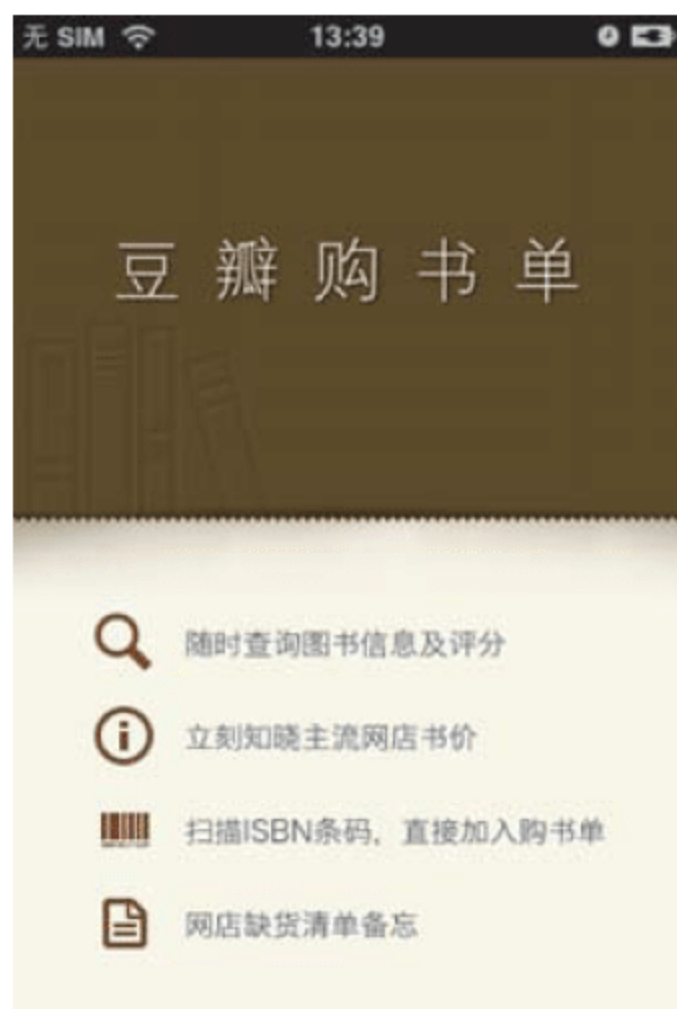 无 SIM 13:39
豆瓣购书单
随时查询图书信息及评分
立刻知晓主流网店书价
扫描ISBN条码，直接加入购书单
网店缺货清单备忘